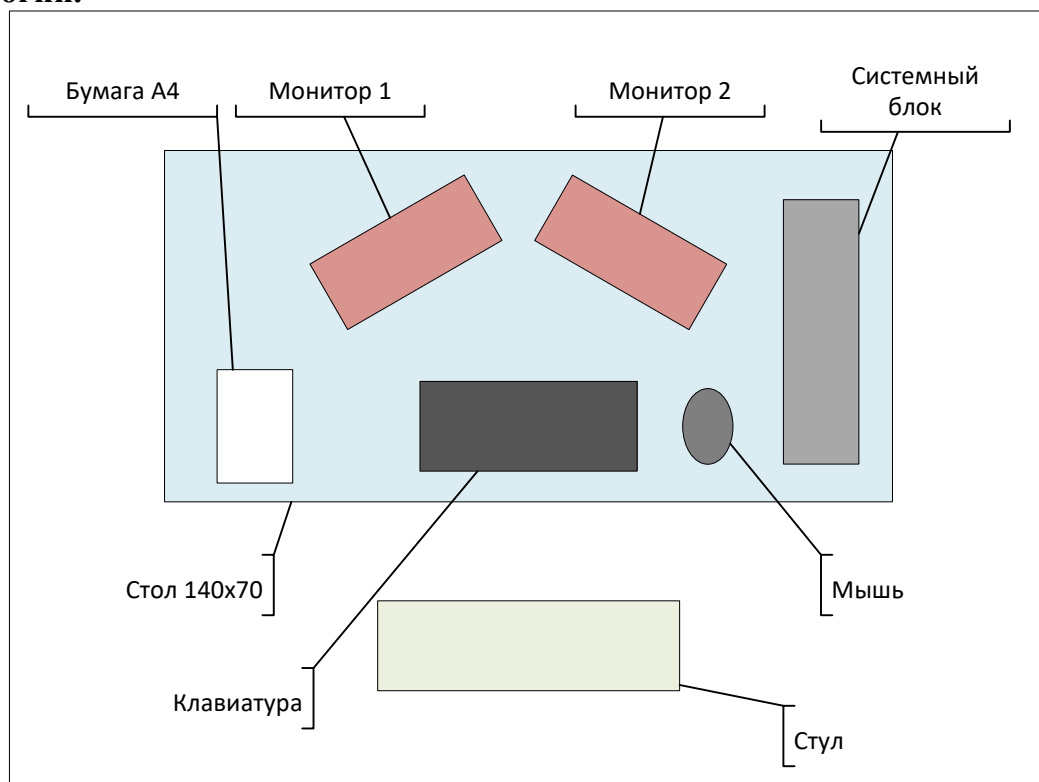 Бумага А4
Монитор 1
Монитор 2
Системный
блок
Стол 140х70
Мышь
Клавиатура
Стул